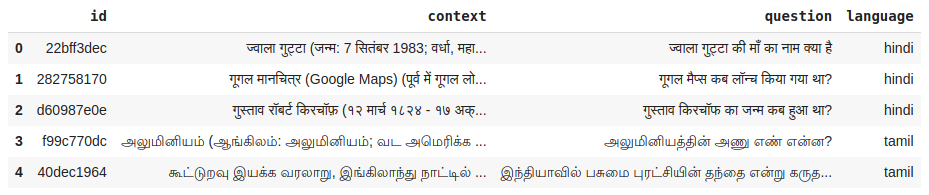 id context question language
0 22bff3dec ज्वाला गुट्टा (जन्म: 7 सितंबर 1983; वर्धा, महा... ज्वाला गुट्टा की माँ का नाम क्या है hindi
1 282758170 गूगल मानचित्र (Google Maps) (पूर्व में गूगल लो... गूगल मैप्स कब लॉन्च किया गया था? hindi
2 d60987e0e गुस्ताव रॉबर्ट किरचॉफ़ (१२ मार्च १८२४ - १७ अक्... गुस्ताव किरचॉफ का जन्म कब हुआ था? hindi
3 f99c770dc அலுமினியம் (ஆங்கிலம்: அலுமினியம்; வட அமெரிக்க ... அலுமினியத்தின் அணு எண் என்ன? tamil
4 40dec1964 கூட்டுறவு இயக்க வரலாறு, இங்கிலாந்து நாட்டில் ... இந்தியாவில் பசுமை புரட்சியின் தந்தை என்று கருத... tamil